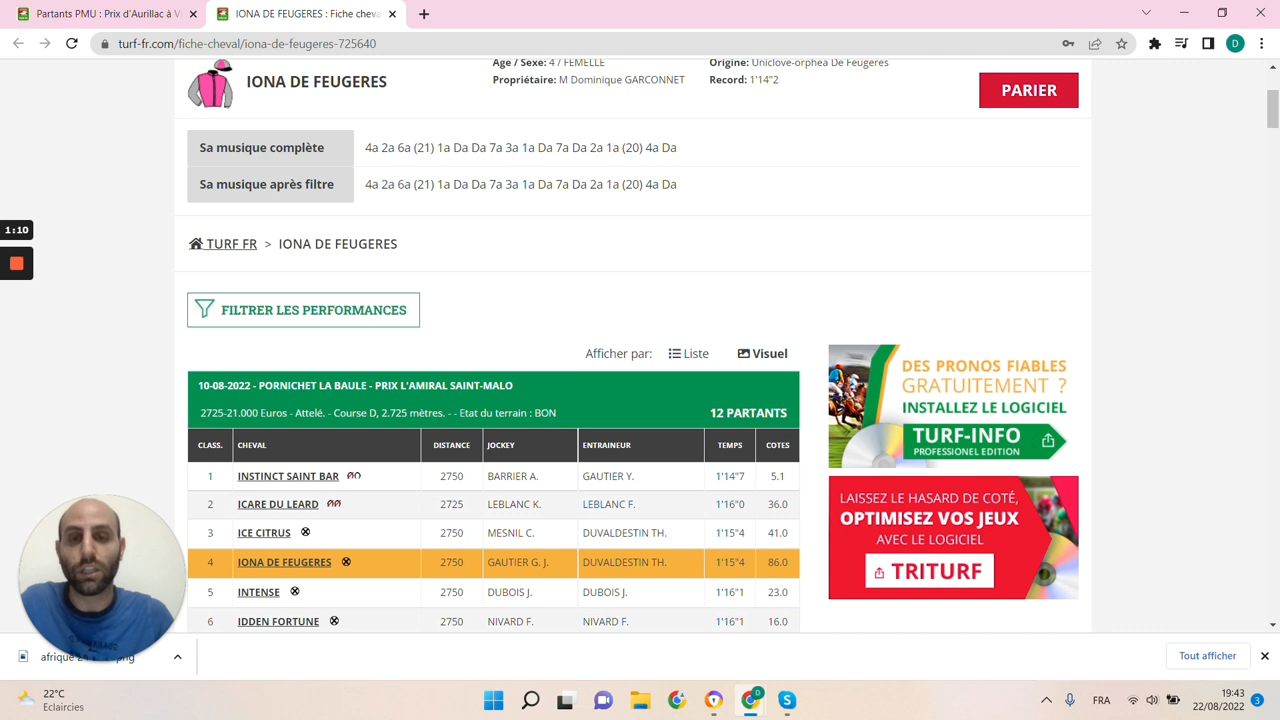 Partants PMU : Prix d'Aurillac à V
IONA DE FEUGERES : Fiche cheva
turf-fr.com/fiche-cheval/iona-de-feugeres-725640
D
IONA DE FEUGERES
Age / Sexe: 4 / FEMELLE
Origine: Uniclove-orphea De Feugeres
Propriétaire: M Dominique GARCONNET
Record: 1'14"2
PARIER
Sa musique complète
4a 2a 6a (21) 1a Da Da 7a 3a 1a Da 7a Da 2a 1a (20) 4a Da
Sa musique après filtre
4a 2a 6a (21) 1a Da Da 7a 3a 1a Da 7a Da 2a 1a (20) 4a Da
1:10
TURF FR > IONA DE FEUGERES
FILTRER LES PERFORMANCES
Afficher par: Liste Visuel
10-08-2022 - PORNICHET LA BAULE - PRIX L'AMIRAL SAINT-MALO
2725-21.000 Euros - Attelé. - Course D, 2.725 mètres. - - Etat du terrain : BON
12 PARTANTS
CLASS. CHEVAL DISTANCE JOCKEY ENTRAINEUR TEMPS COTES
1 INSTINCT SAINT BAR 2750 BARRIER A. GAUTIER Y. 1'14"7 5.1
2 ICARE DU LEARD 2725 LEBLANC K. LEBLANC F. 1'16"0 36.0
3 ICE CITRUS 2750 MESNIL C. DUVALDESTIN TH. 1'15"4 41.0
4 IONA DE FEUGERES 2750 GAUTIER G. J. DUVALDESTIN TH. 1'15"4 86.0
5 INTENSE 2750 DUBOIS J. DUBOIS J. 1'16"1 23.0
6 IDDEN FORTUNE 2750 NIVARD F. NIVARD F. 1'16"1 16.0
DES PRONOS FIABLES
GRATUITEMENT ?
INSTALLEZ LE LOGICIEL
TURF-INFO
PROFESSIONEL EDITION
LAISSEZ LE HASARD DE COTÉ,
OPTIMISEZ VOS JEUX
AVEC LE LOGICIEL
TRITURF
.png
Tout afficher
22°C
Eclaircies
D
FRA
19:43
22/08/2022
3